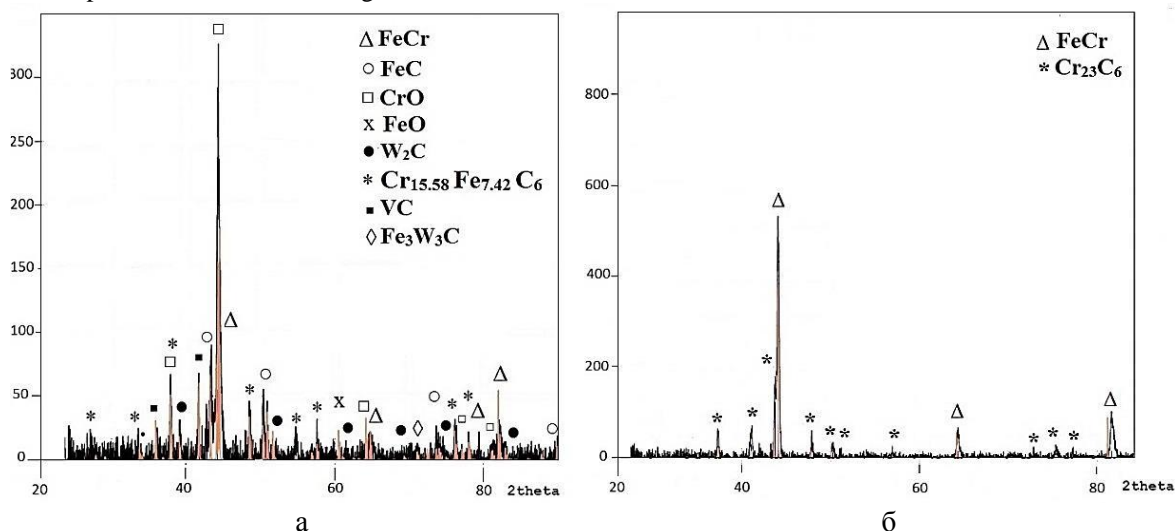 △ FeCr
○ FeC
□ CrO
x FeO
● W₂C
* Cr₁₅.₅₈ Fe₇.₄₂ C₆
▪ VC
◊ Fe₃W₃C
300
250
200
150
100
50
0
20
40
60
80
2theta
а
△ FeCr
* Cr₂₃C₆
800
600
400
200
0
20
40
60
80
2theta
б